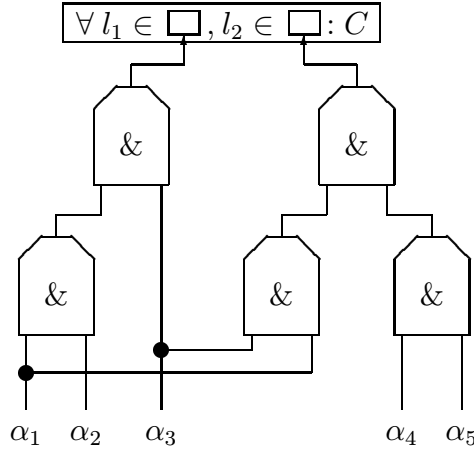 ∀ l₁ ∈ □, l₂ ∈ □ : C
& &
& & &
α₁ α₂ α₃ α₄ α₅